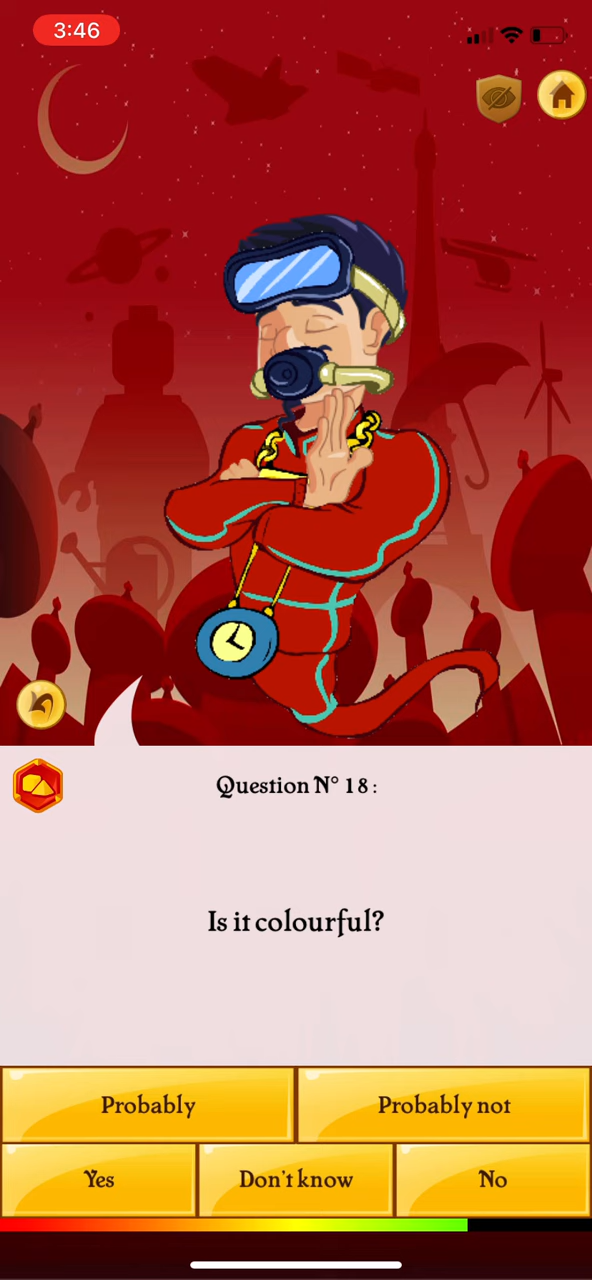 3:46
Question N° 18 :
Is it colourful?
Probably
Probably not
Yes
Don't know
No